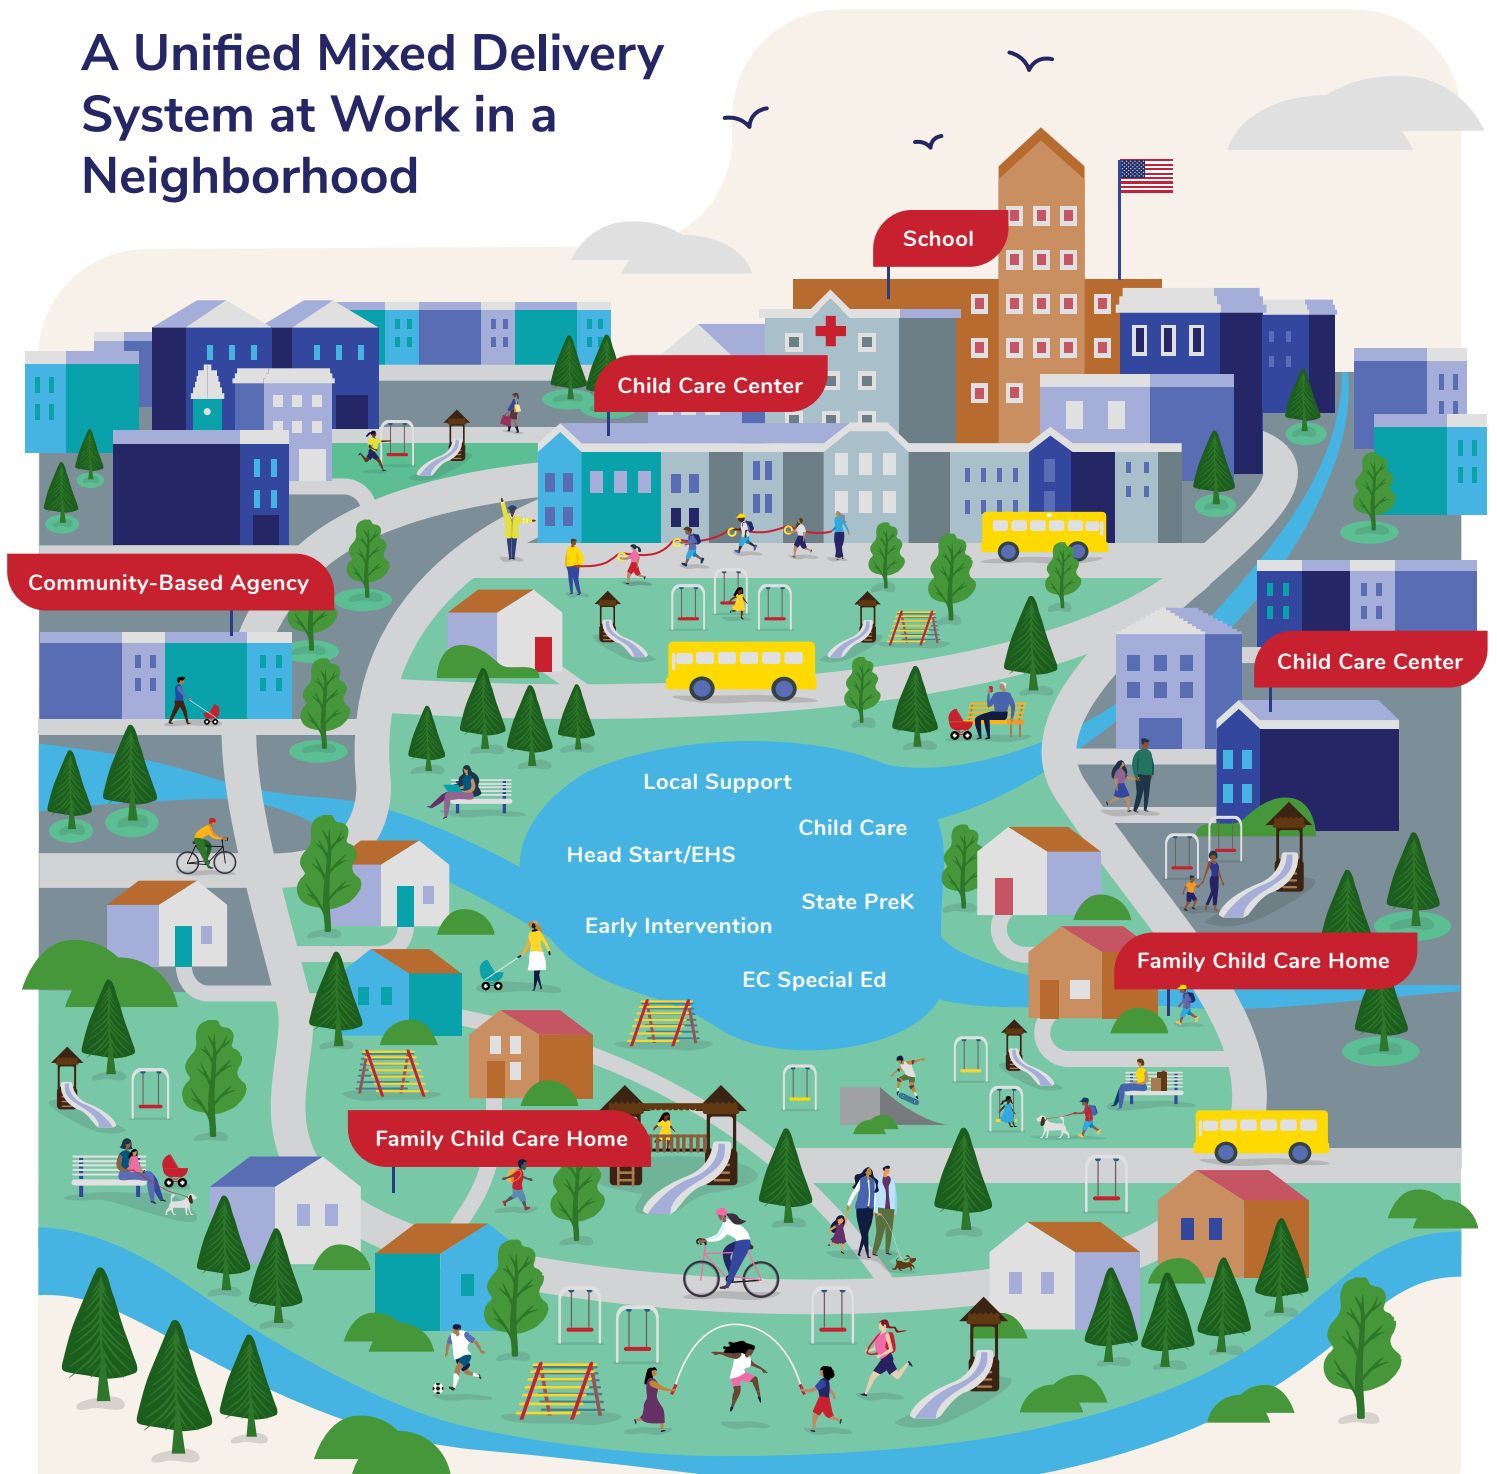 A Unified Mixed Delivery
System at Work in a
Neighborhood
School
Child Care Center
Community-Based Agency
Child Care Center
Local Support
Child Care
Head Start/EHS
State PreK
Early Intervention
Family Child Care Home
EC Special Ed
Family Child Care Home